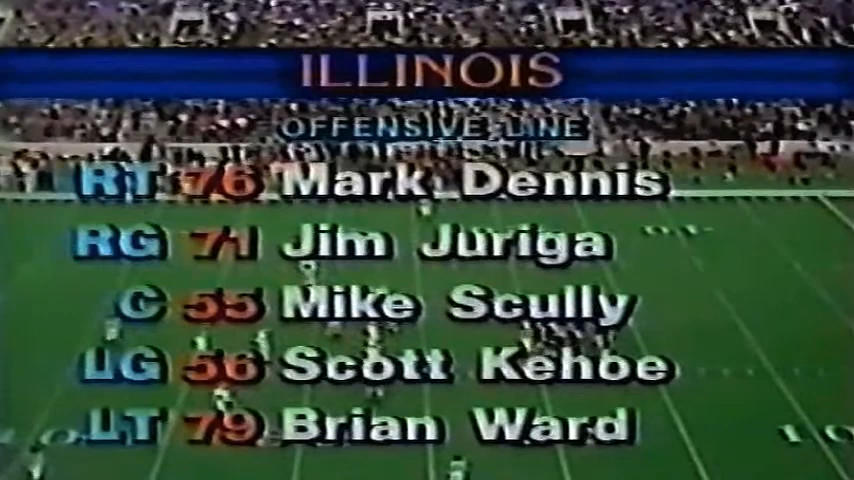 ILLINOIS
OFFENSIVE LINE
RT 76 Mark Dennis
RG 71 Jim Juriga
C 55 Mike Scully
LG 56 Scott Kehoe
LT 79 Brian Ward